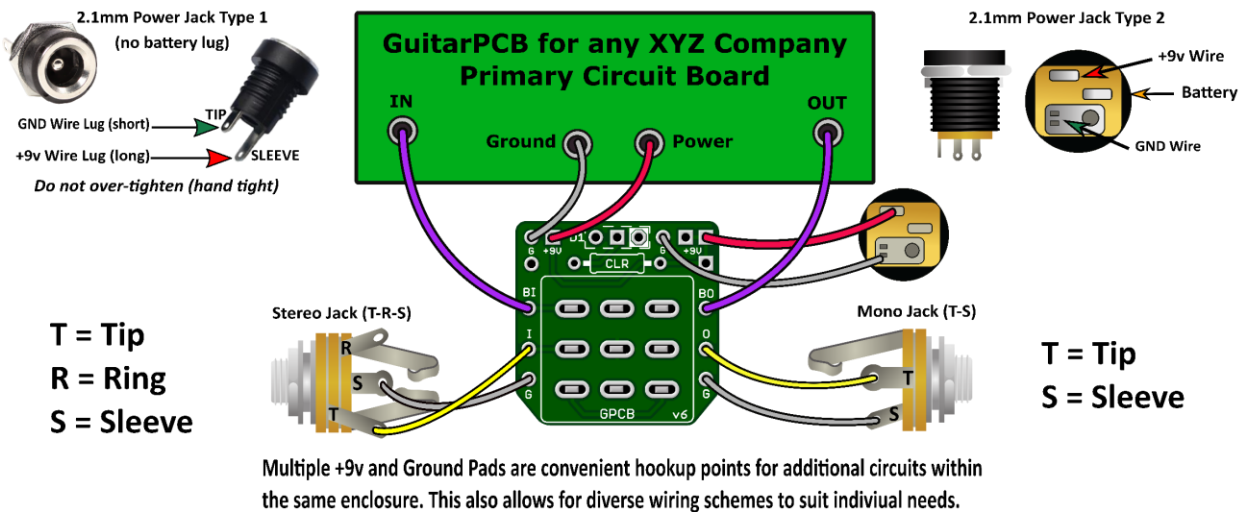 2.1mm Power Jack Type 1
(no battery lug)
TIP
GND Wire Lug (short)
+9v Wire Lug (long)
SLEEVE
Do not over-tighten (hand tight)
GuitarPCB for any XYZ Company
Primary Circuit Board
IN
OUT
Ground
Power
2.1mm Power Jack Type 2
+9v Wire
Battery
GND Wire
D1
G
+9V
G
+9V
CLR
BI
BO
I
O
G
G
GPCB
v6
Stereo Jack (T-R-S)
R
S
T
T = Tip
R = Ring
S = Sleeve
Mono Jack (T-S)
T
S
T = Tip
S = Sleeve
Multiple +9v and Ground Pads are convenient hookup points for additional circuits within
the same enclosure. This also allows for diverse wiring schemes to suit indiviual needs.